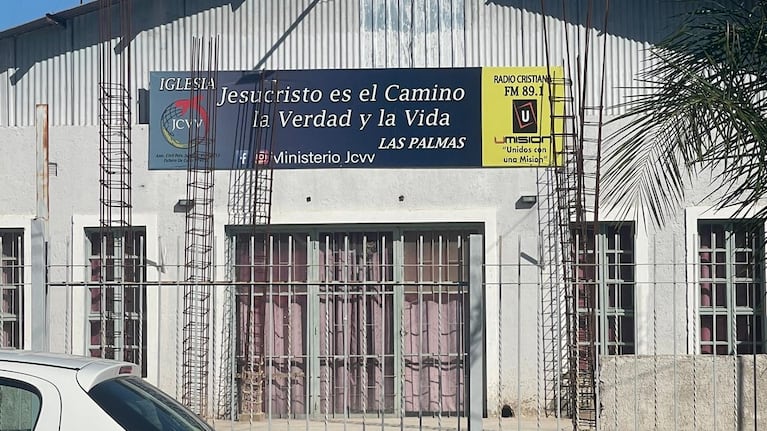 IGLESIA
JCVV
Jesucristo es el Camino
la Verdad y la Vida
LAS PALMAS
f Ministerio Jcvv
RADIO CRISTIANA
FM 89.1
U
UMISION
"Unidos con
una Mision"